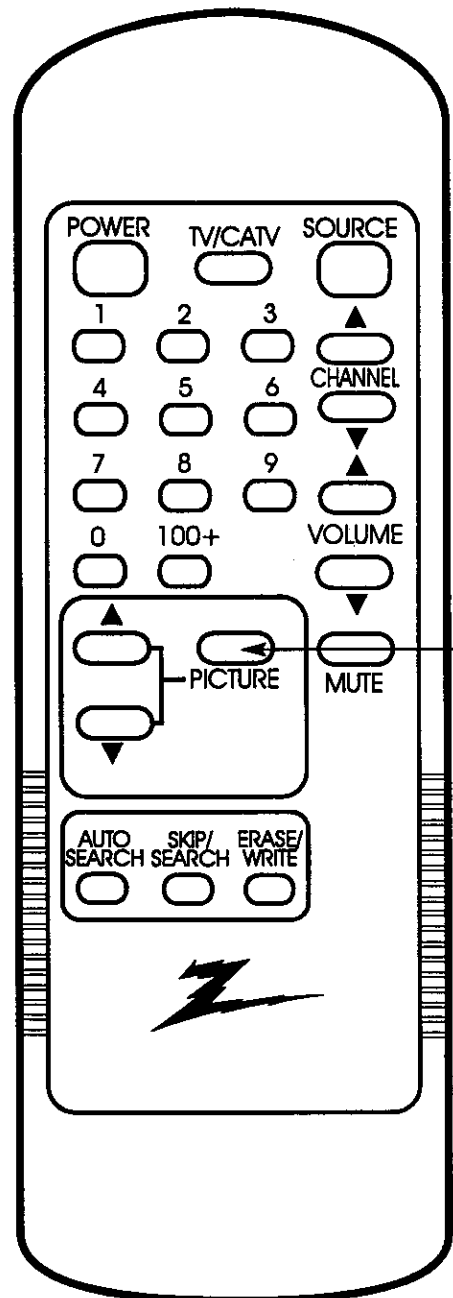 POWER TV/CATV SOURCE
1 2 3
CHANNEL
4 5 6
7 8 9
0 100+ VOLUME
PICTURE MUTE
AUTO SEARCH SKIP/ SEARCH ERASE/ WRITE